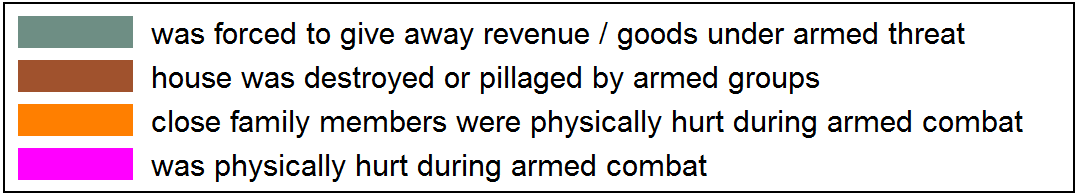 was forced to give away revenue / goods under armed threat
house was destroyed or pillaged by armed groups
close family members were physically hurt during armed combat
was physically hurt during armed combat